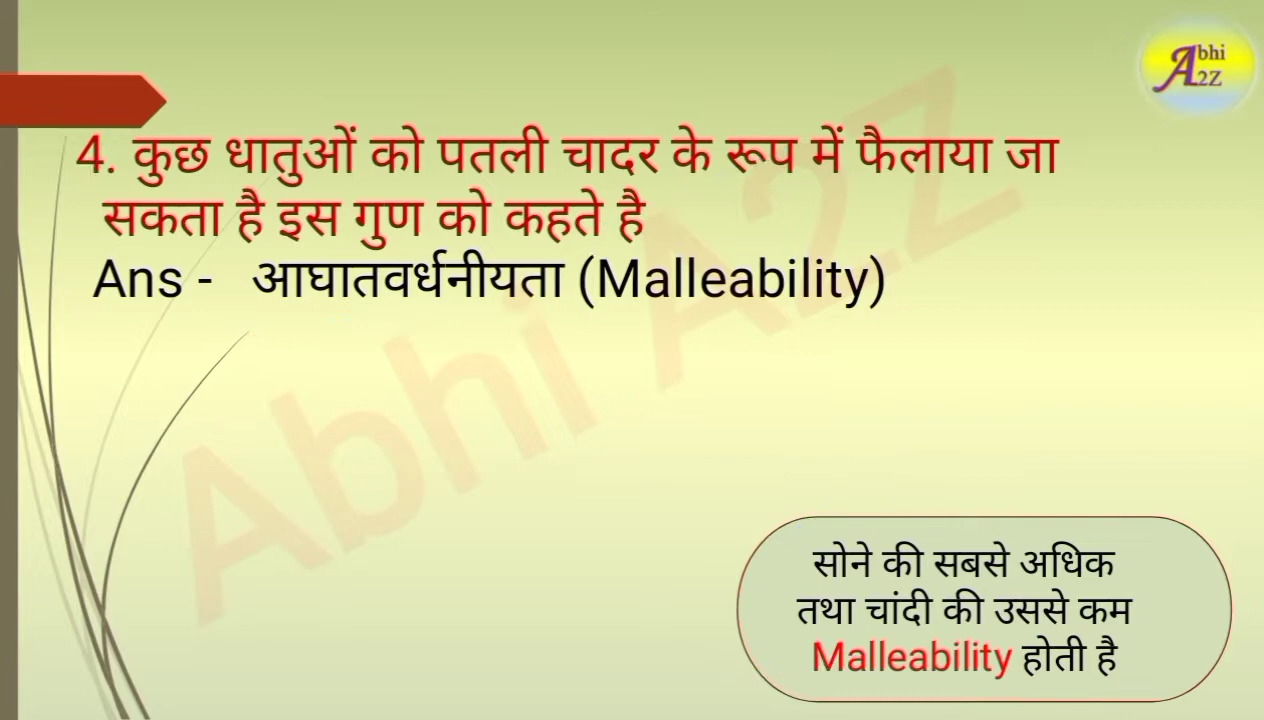 Abhi
A2Z
4. कुछ धातुओं को पतली चादर के रूप में फैलाया जा
सकता है इस गुण को कहते है
Ans - आघातवर्धनीयता (Malleability)
Abhi A2Z
सोने की सबसे अधिक
तथा चांदी की उससे कम
Malleability होती है